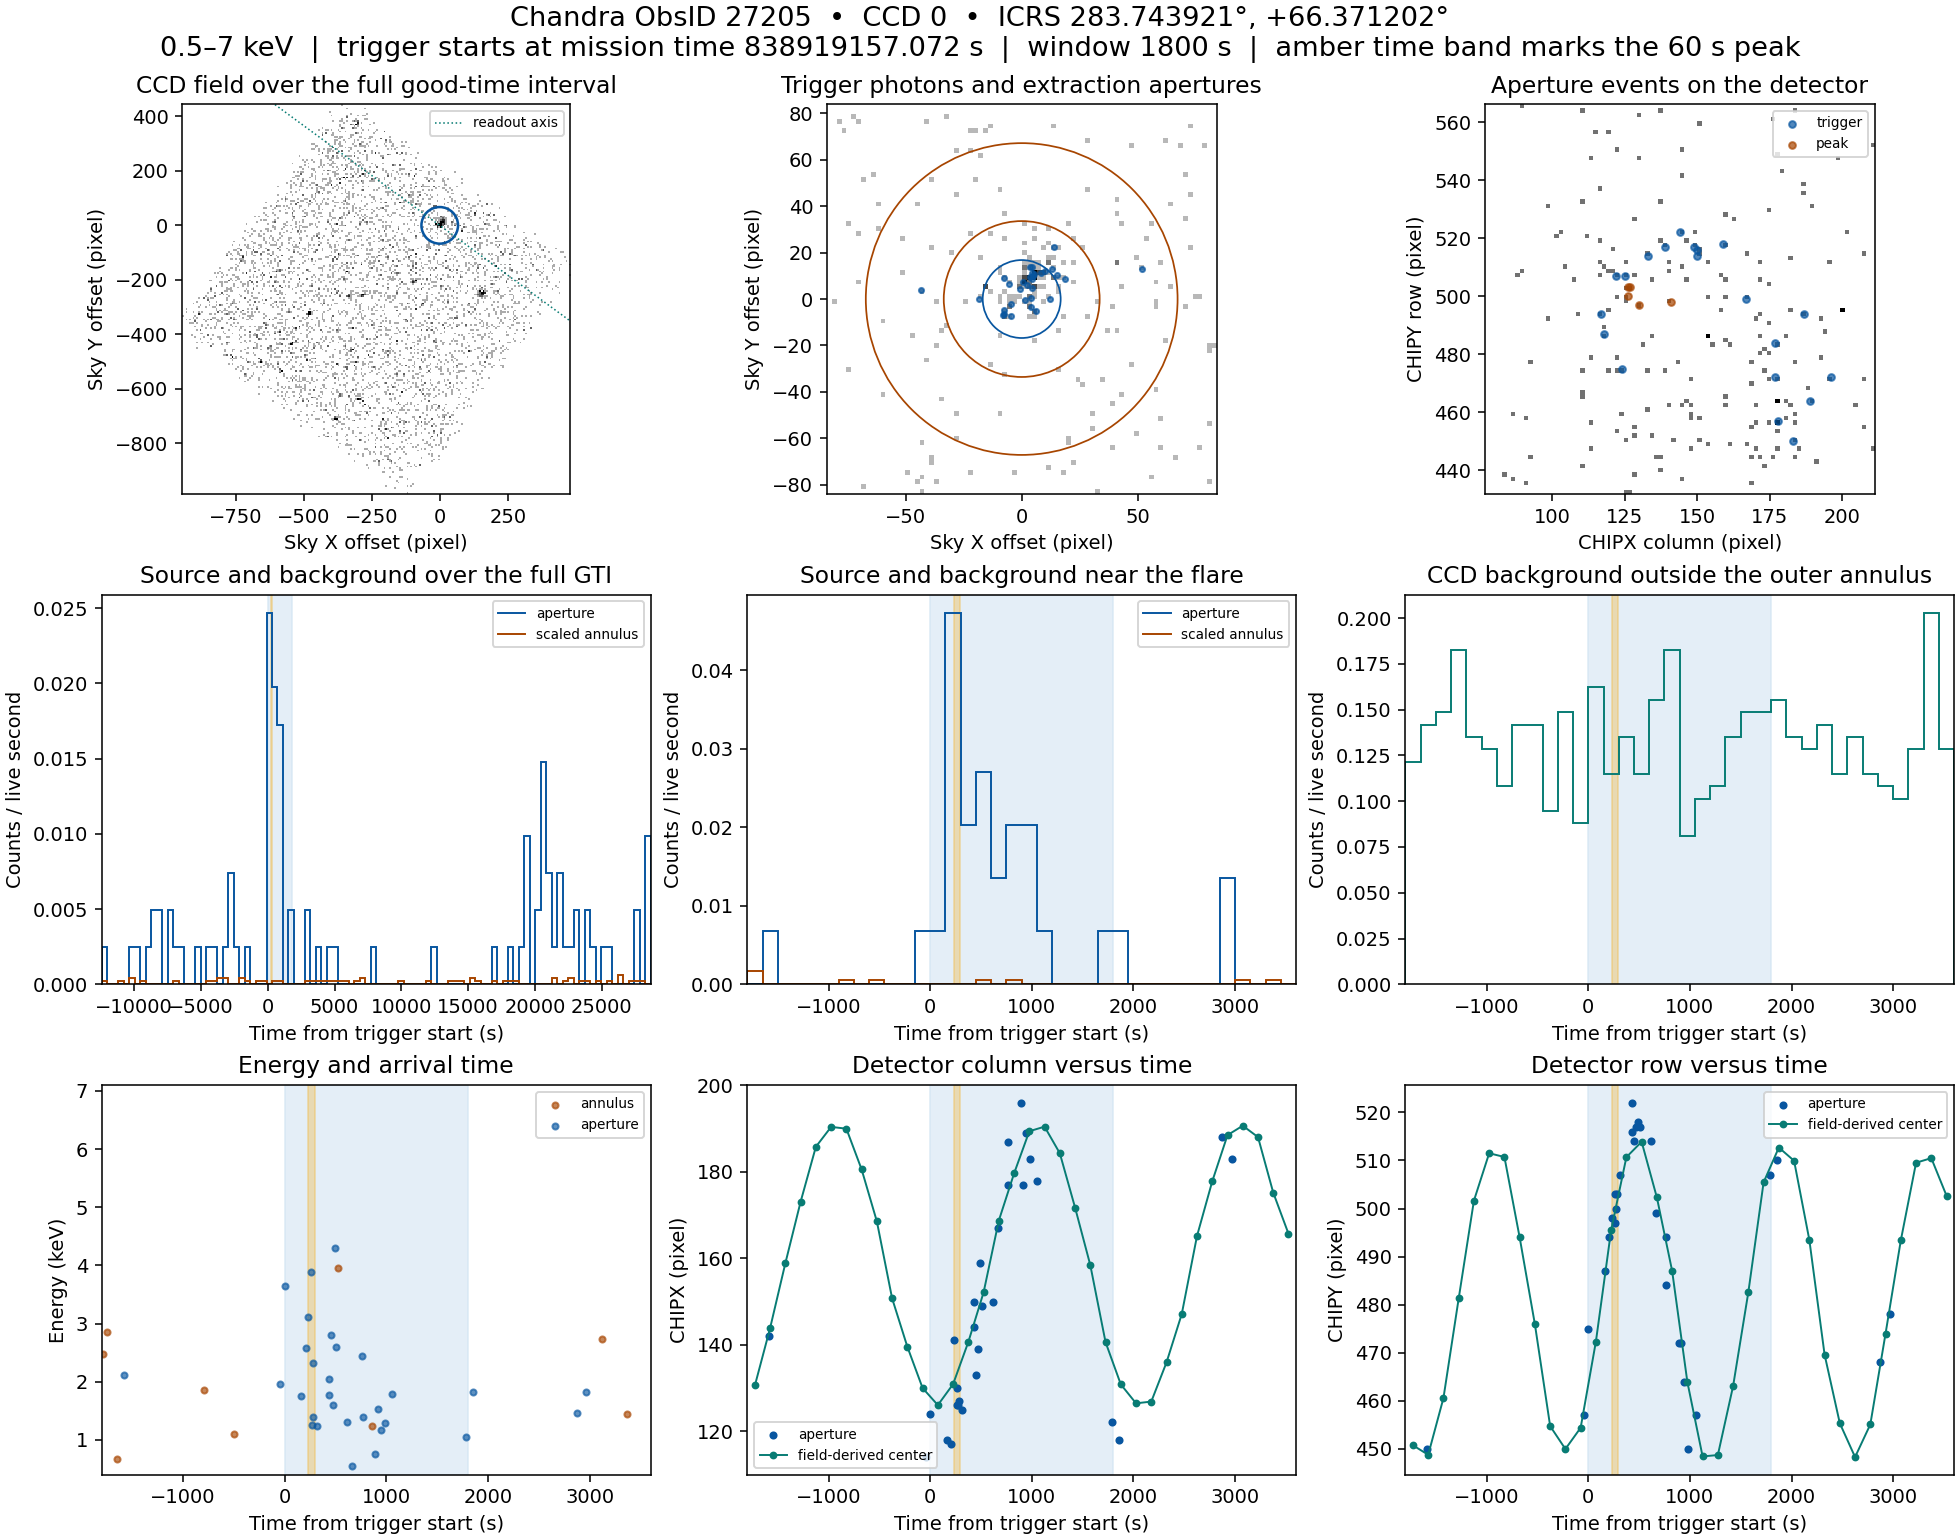 Chandra ObsID 27205 • CCD 0 • ICRS 283.743921°, +66.371202°
0.5–7 keV | trigger starts at mission time 838919157.072 s | window 1800 s | amber time band marks the 60 s peak
CCD field over the full good-time interval
readout axis
400
200
0
−200
−400
−600
−800
Sky Y offset (pixel)
−750 −500 −250 0 250
Sky X offset (pixel)
Trigger photons and extraction apertures
80
60
40
20
0
−20
−40
−60
−80
Sky Y offset (pixel)
−50 0 50
Sky X offset (pixel)
Aperture events on the detector
trigger
peak
560
540
520
500
480
460
440
CHIPY row (pixel)
100 125 150 175 200
CHIPX column (pixel)
Source and background over the full GTI
aperture
scaled annulus
0.025
0.020
0.015
0.010
0.005
0.000
Counts / live second
−10000 −5000 0 5000 10000 15000 20000 25000
Time from trigger start (s)
Source and background near the flare
aperture
scaled annulus
0.04
0.03
0.02
0.01
0.00
Counts / live second
−1000 0 1000 2000 3000
Time from trigger start (s)
CCD background outside the outer annulus
0.200
0.175
0.150
0.125
0.100
0.075
0.050
0.025
0.000
Counts / live second
−1000 0 1000 2000 3000
Time from trigger start (s)
Energy and arrival time
annulus
aperture
7
6
5
4
3
2
1
Energy (keV)
−1000 0 1000 2000 3000
Time from trigger start (s)
Detector column versus time
200
180
160
140
120
CHIPX (pixel)
aperture
field-derived center
−1000 0 1000 2000 3000
Time from trigger start (s)
Detector row versus time
aperture
field-derived center
520
510
500
490
480
470
460
450
CHIPY (pixel)
−1000 0 1000 2000 3000
Time from trigger start (s)